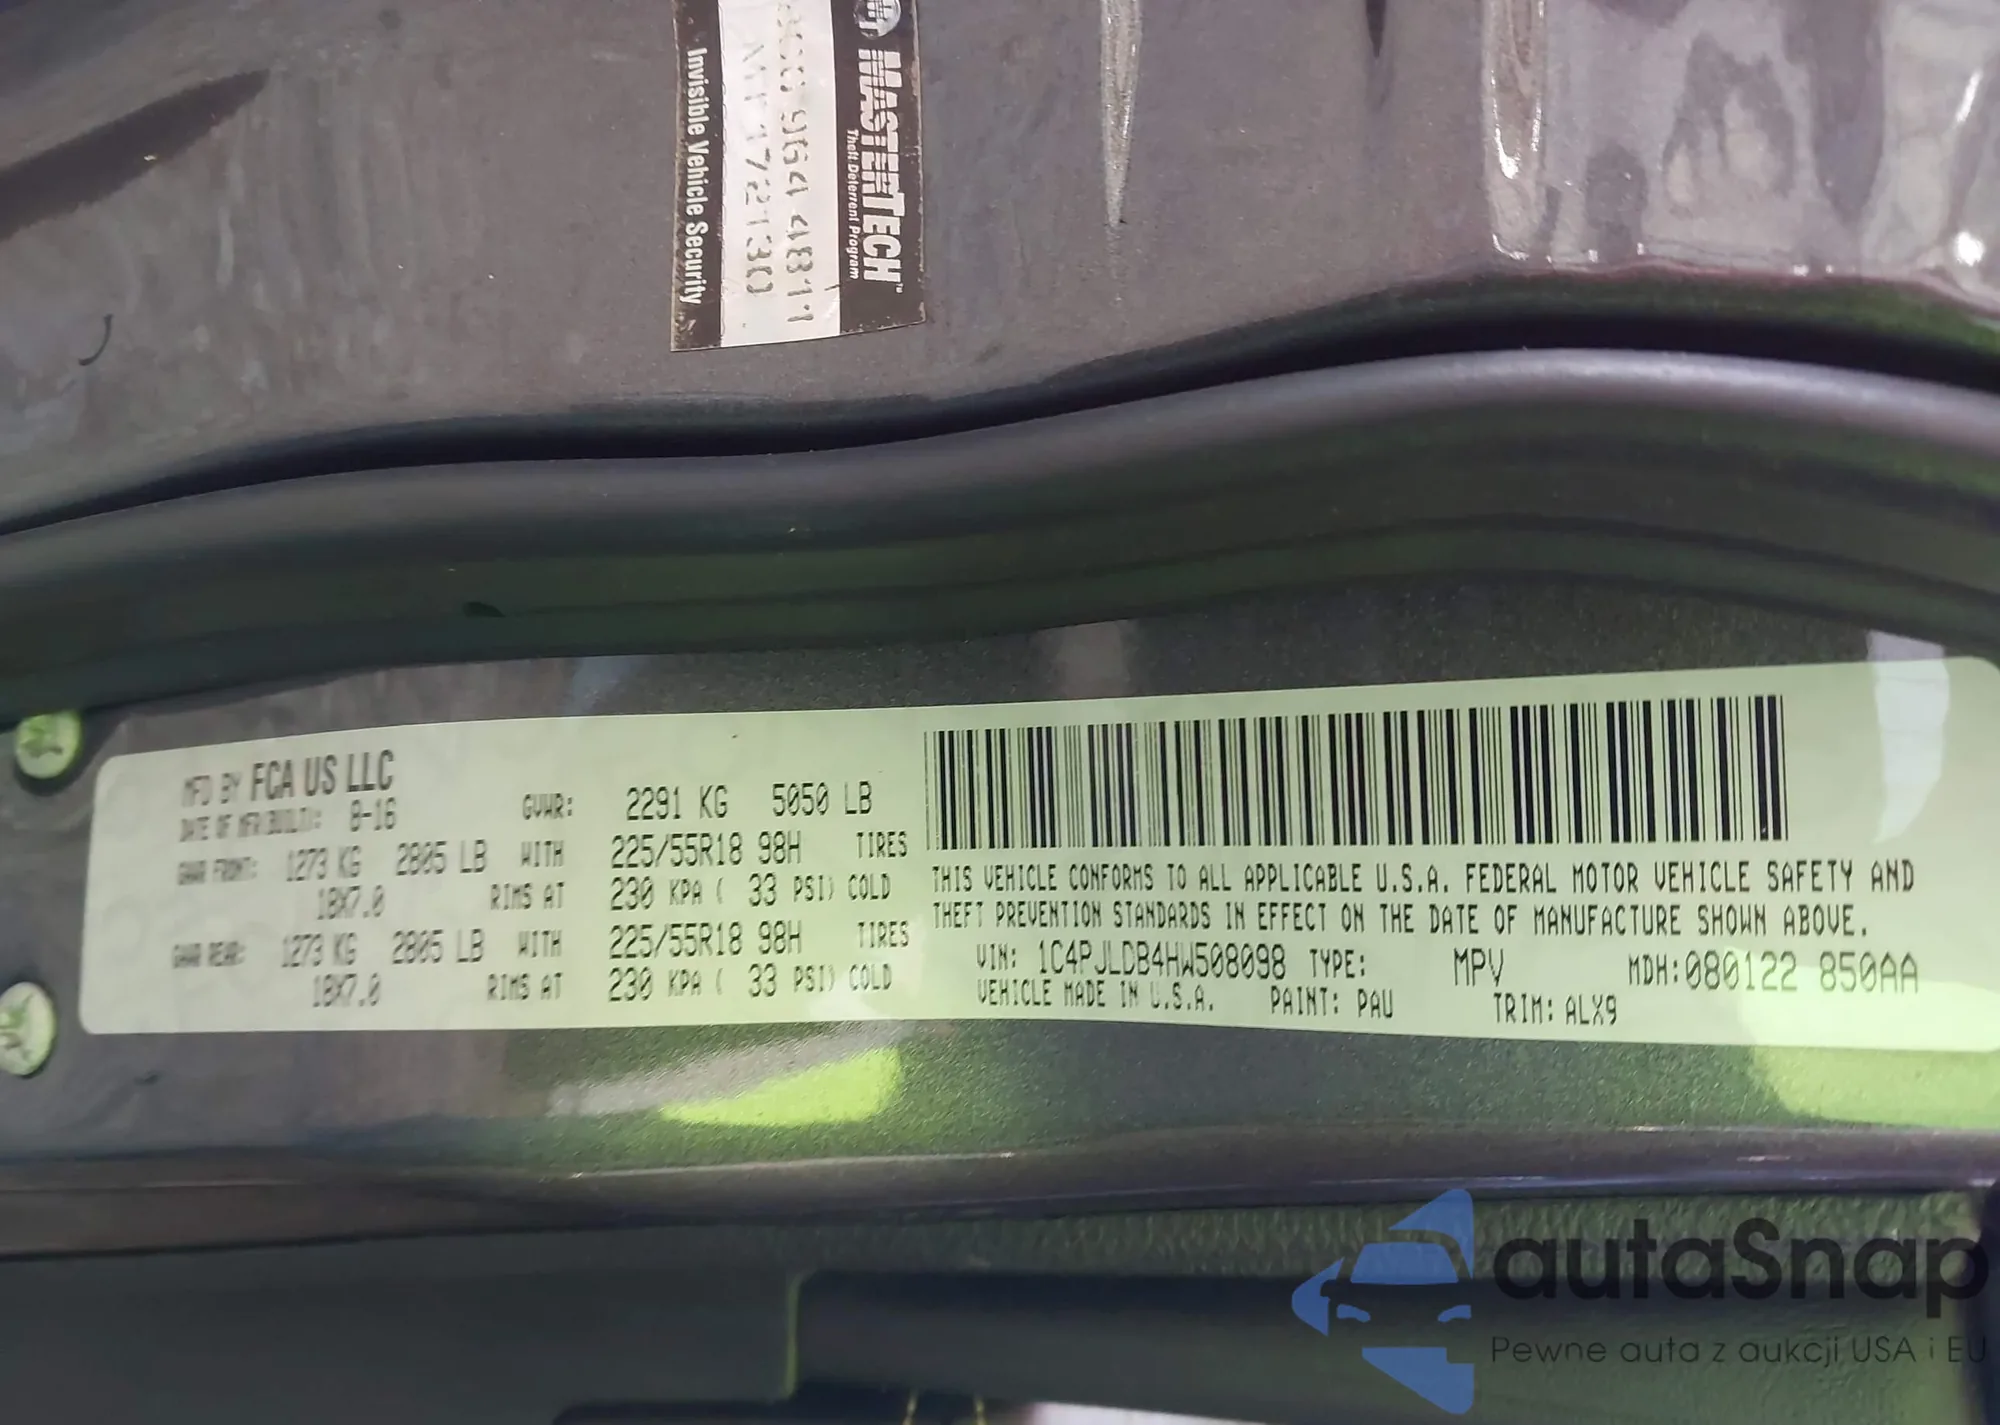 MASTERTECH™
Theft Deterrent Program
Invisible Vehicle Security
MFD BY FCA US LLC
DATE OF MFR BUILT: 8-16 GVWR: 2291 KG 5050 LB
GAWR FRONT: 1273 KG 2805 LB WITH 225/55R18 98H TIRES
18X7.0 RIMS AT 230 KPA ( 33 PSI) COLD
GAWR REAR: 1273 KG 2805 LB WITH 225/55R18 98H TIRES
18X7.0 RIMS AT 230 KPA ( 33 PSI) COLD
THIS VEHICLE CONFORMS TO ALL APPLICABLE U.S.A. FEDERAL MOTOR VEHICLE SAFETY AND
THEFT PREVENTION STANDARDS IN EFFECT ON THE DATE OF MANUFACTURE SHOWN ABOVE.
VIN: 1C4PJLDB4HW508098 TYPE: MPV MDH:080122 850AA
VEHICLE MADE IN U.S.A. PAINT: PAU TRIM: ALX9
autaSnap
Pewne auta z aukcji USA i EU